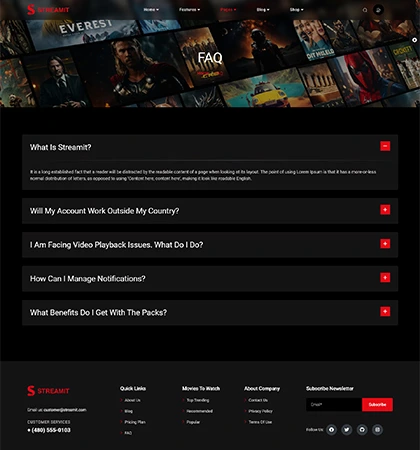 STREAMIT
Home Features Pages Blog Shop
EVEREST
FAQ
What Is Streamit?
It is a long established fact that a reader will be distracted by the readable content of a page when looking at its layout. The point of using Lorem Ipsum is that it has a more-or-less
normal distribution of letters, as opposed to using 'Content here, content here', making it look like readable English.
Will My Account Work Outside My Country?
I Am Facing Video Playback Issues. What Do I Do?
How Can I Manage Notifications?
What Benefits Do I Get With The Packs?
STREAMIT
Email us: customer@streamit.com
CUSTOMER SERVICES
+ (480) 555-0103
Quick Links
About Us
Blog
Pricing Plan
FAQ
Movies To Watch
Top Trending
Recommended
Popular
About Company
Contact Us
Privacy Policy
Terms Of Use
Subscribe Newsletter
Email
Subscribe
Follow Us: